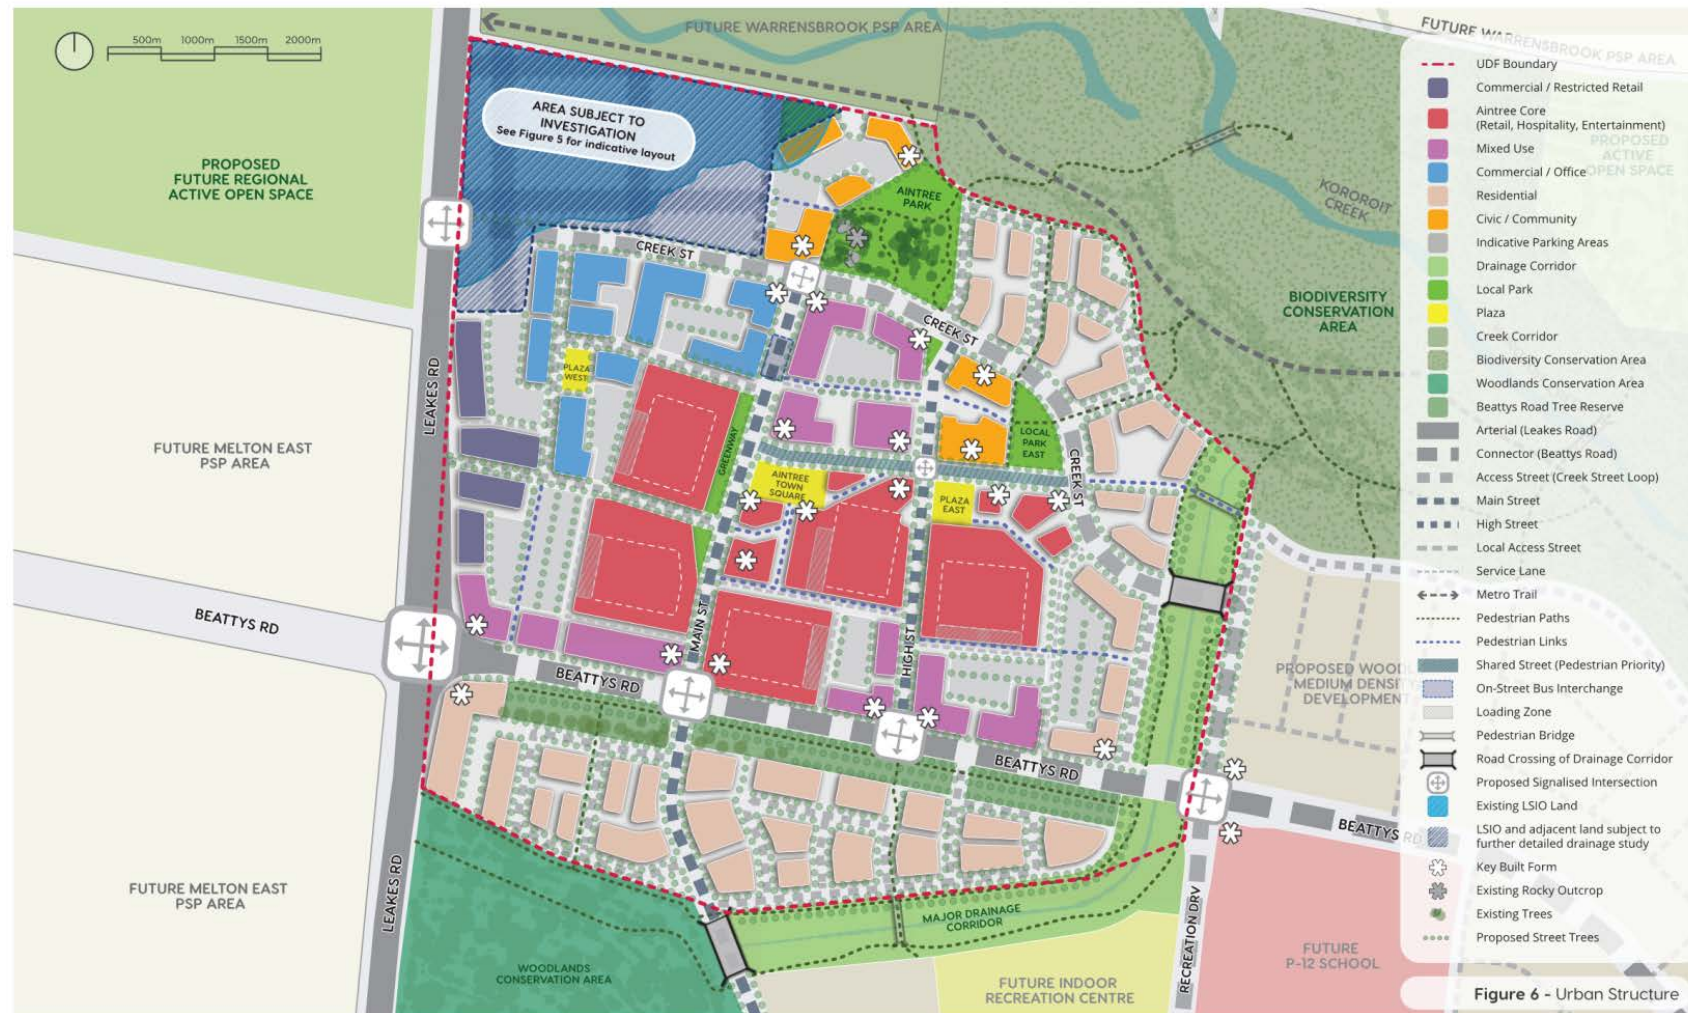 500m 1000m 1500m 2000m
FUTURE WARRENSBROOK PSP AREA
FUTURE WARRENSBROOK PSP AREA
AREA SUBJECT TO
INVESTIGATION
See Figure 5 for indicative layout
PROPOSED
FUTURE REGIONAL
ACTIVE OPEN SPACE
AINTREE
PARK
KOROROIT
CREEK
PROPOSED
ACTIVE
OPEN SPACE
CREEK ST
CREEK ST
BIODIVERSITY
CONSERVATION
AREA
PLAZA
WEST
LEAKES RD
GREENWAY
LOCAL
PARK
EAST
CREEK ST
FUTURE MELTON EAST
PSP AREA
AINTREE
TOWN
SQUARE
PLAZA
EAST
BEATTYS RD
MAIN ST
HIGH ST
BEATTYS RD
BEATTYS RD
BEATTYS RD
PROPOSED
MEDIUM DENSITY
DEVELOPMENT
LEAKES RD
FUTURE MELTON EAST
PSP AREA
WOODLANDS
CONSERVATION AREA
MAJOR DRAINAGE
CORRIDOR
RECREATION DRV
FUTURE INDOOR
RECREATION CENTRE
FUTURE
P-12 SCHOOL
UDF Boundary
Commercial / Restricted Retail
Aintree Core
(Retail, Hospitality, Entertainment)
Mixed Use
Commercial / Office
Residential
Civic / Community
Indicative Parking Areas
Drainage Corridor
Local Park
Plaza
Creek Corridor
Biodiversity Conservation Area
Woodlands Conservation Area
Beattys Road Tree Reserve
Arterial (Leakes Road)
Connector (Beattys Road)
Access Street (Creek Street Loop)
Main Street
High Street
Local Access Street
Service Lane
Metro Trail
Pedestrian Paths
Pedestrian Links
Shared Street (Pedestrian Priority)
On-Street Bus Interchange
Loading Zone
Pedestrian Bridge
Road Crossing of Drainage Corridor
Proposed Signalised Intersection
Existing LSIO Land
LSIO and adjacent land subject to
further detailed drainage study
Key Built Form
Existing Rocky Outcrop
Existing Trees
Proposed Street Trees
Figure 6 - Urban Structure